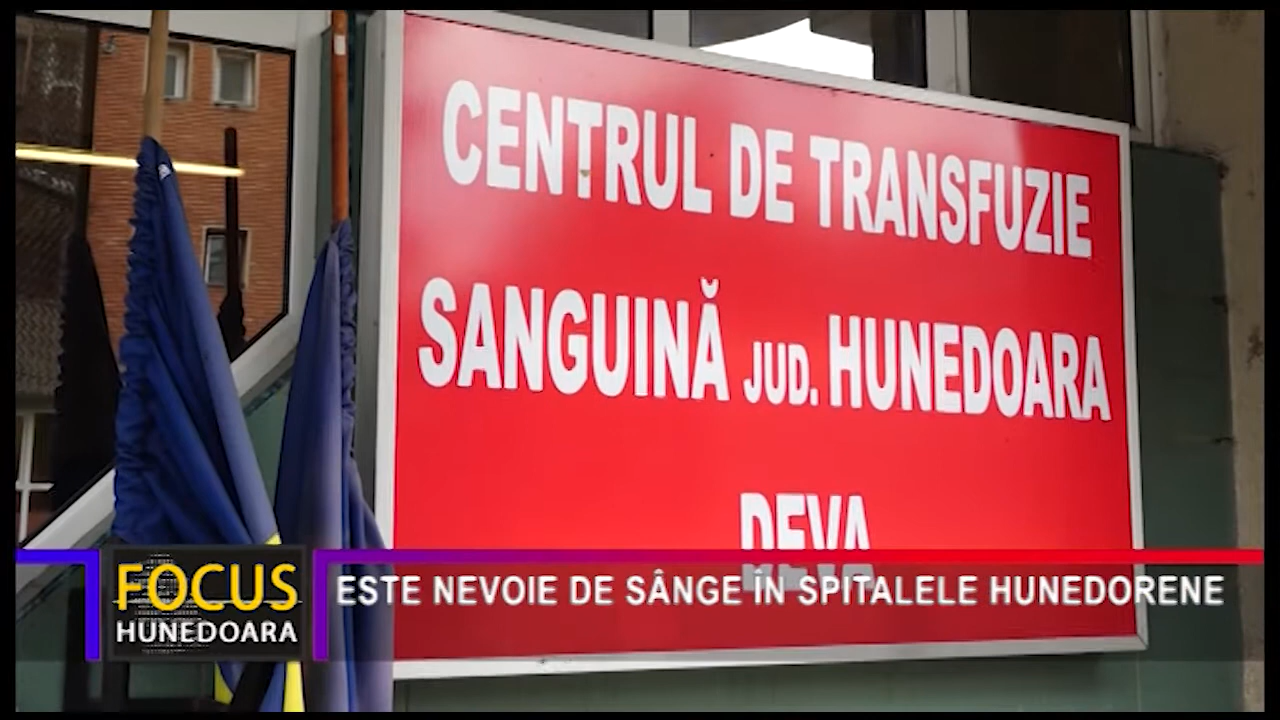 CENTRUL DE TRANSFUZIE
SANGUINĂ JUD. HUNEDOARA
DEVA
FOCUS
HUNEDOARA
ESTE NEVOIE DE SÂNGE ÎN SPITALELE HUNEDORENE